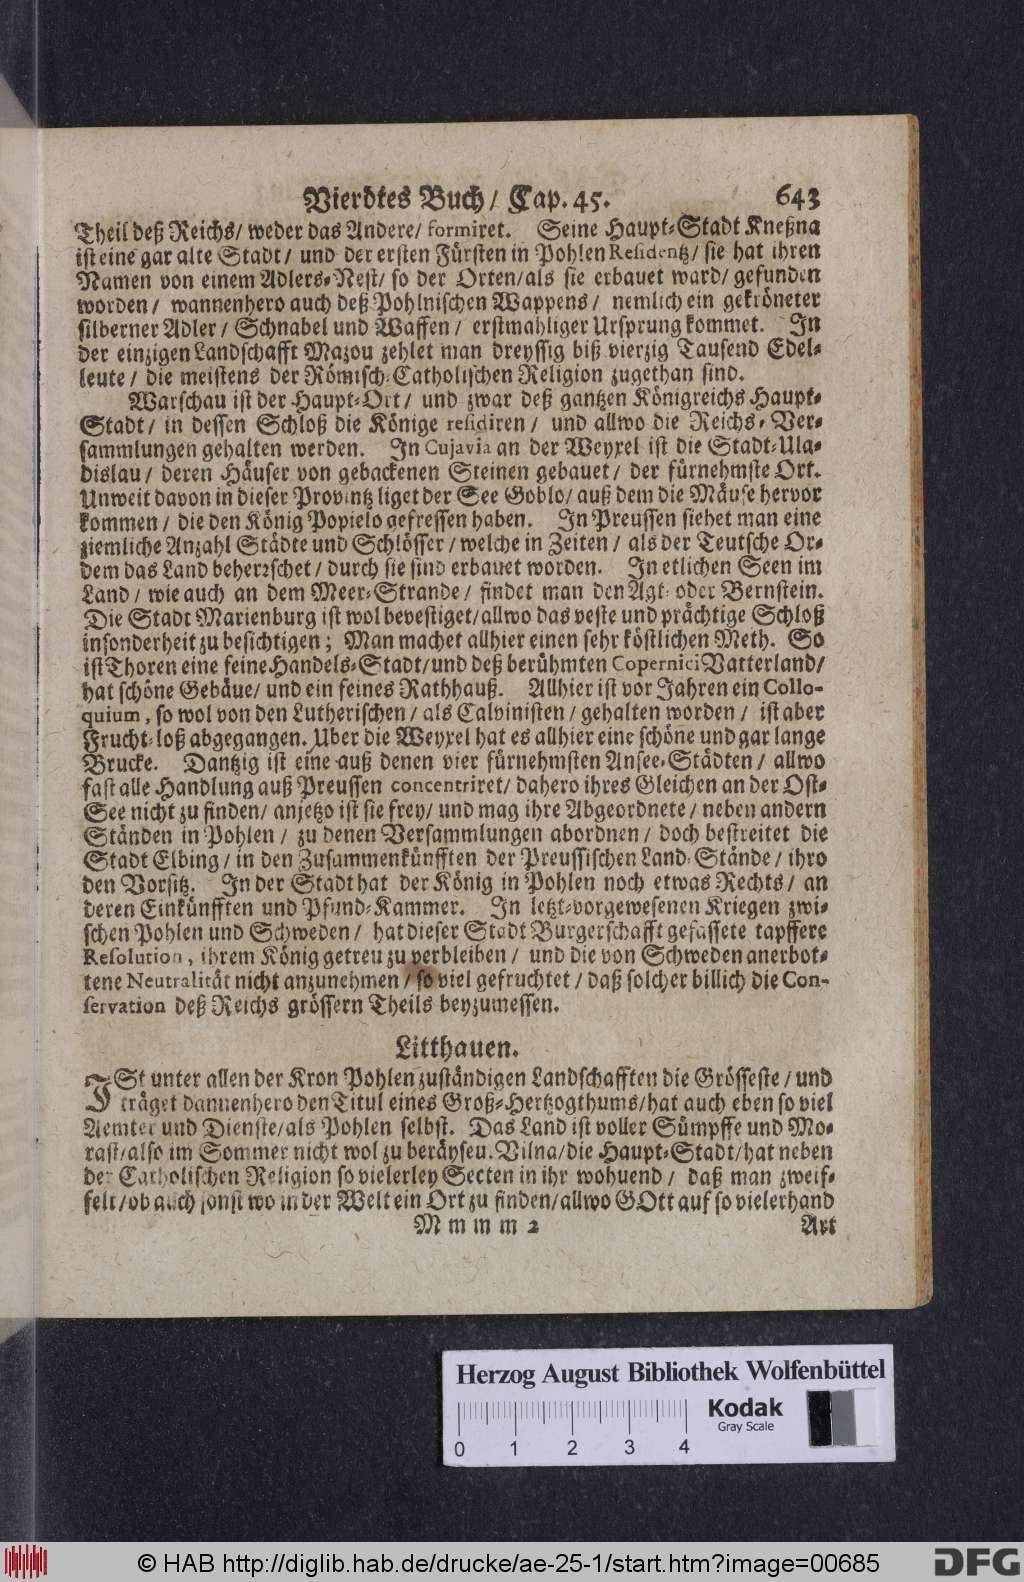 Vierdtes Buch / Cap. 45. 643
Theil deß Reichs / weder das Andere / formiret. Seine Haupt-Stadt Kneßna
ist eine gar alte Stadt / und der ersten Fürsten in Pohlen Residentz / sie hat ihren
Namen von einem Adlers-Nest / so der Orten / als sie erbauet ward / gefunden
worden / wannenhero auch deß Pohlnischen Wappens / nemlich ein gekröneter
silberner Adler / Schnabel und Waffen / erstmahliger Ursprung kommet. In
der einzigen Landschafft Mazou zehlet man dreyssig biß vierzig Tausend Edel-
leute / die meistens der Römisch-Catholischen Religion zugethan sind.
Warschau ist der Haupt-Ort / und zwar deß gantzen Königreichs Haupt-
Stadt / in dessen Schloß die Könige residiren / und allwo die Reichs-Ver-
sammlungen gehalten werden. In Cujavia an der Weyxel ist die Stadt-Ula-
dislau / deren Häuser von gebackenen Steinen gebauet / der fürnehmste Ort.
Unweit davon in dieser Provintz liget der See Goblo / auß dem die Mäuse hervor
kommen / die den König Popielo gefressen haben. In Preussen siehet man eine
ziemliche Anzahl Städte und Schlösser / welche in Zeiten / als der Teutsche Or-
dem das Land beherrschet / durch sie sind erbauet worden. In etlichen Seen im
Land / wie auch an dem Meer-Strande / findet man den Agt- oder Bernstein.
Die Stadt Marienburg ist wol bevestiget / allwo das veste und prächtige Schloß
insonderheit zu besichtigen; Man machet allhier einen sehr köstlichen Meth. So
ist Thoren eine feine Handels-Stadt / und deß berühmten Copernici Vatterland /
hat schöne Gebäue / und ein feines Rathhauß. Allhier ist vor Jahren ein Collo-
quium, so wol von den Lutherischen / als Calvinisten / gehalten worden / ist aber
Frucht-loß abgegangen. Uber die Weyxel hat es allhier eine schöne und gar lange
Brucke. Dantzig ist eine auß denen vier fürnehmsten Ansee-Städten / allwo
fast alle Handlung auß Preussen concentriret / dahero ihres Gleichen an der Ost-
See nicht zu finden / anjetzo ist sie frey / und mag ihre Abgeordnete / neben andern
Ständen in Pohlen / zu denen Versammlungen abordnen / doch bestreitet die
Stadt Elbing / in den Zusammenkünfften der Preussischen Land-Stände / ihro
den Vorsitz. In der Stadt hat der König in Pohlen noch etwas Rechts / an
deren Einkünfften und Pfund-Kammer. In letzt-vorgewesenen Kriegen zwi-
schen Pohlen und Schweden / hat dieser Stadt Burgerschafft gefassete tapffere
Resolution, ihrem König getreu zu verbleiben / und die von Schweden anerbot-
tene Neutralität nicht anzunehmen / so viel gefruchtet / daß solcher billich die Con-
servation deß Reichs grössern Theils beyzumessen.
Litthauen.
ISt unter allen der Kron Pohlen zuständigen Landschafften die Grösseste / und
träget dannenhero den Titul eines Groß-Hertzogthums / hat auch eben so viel
Aemter und Dienste / als Pohlen selbst. Das Land ist voller Sümpffe und Mo-
rast / also im Sommer nicht wol zu beräysen. Vilna / die Haupt-Stadt / hat neben
der Catholischen Religion so vielerley Secten in ihr wohuend / daß man zweif-
felt / ob auch sonst wo in der Welt ein Ort zu finden / allwo GOtt auf so vielerhand
M m m m 2 Art
Herzog August Bibliothek Wolfenbüttel
Kodak
Gray Scale
0 1 2 3 4
© HAB http://diglib.hab.de/drucke/ae-25-1/start.htm?image=00685
DFG